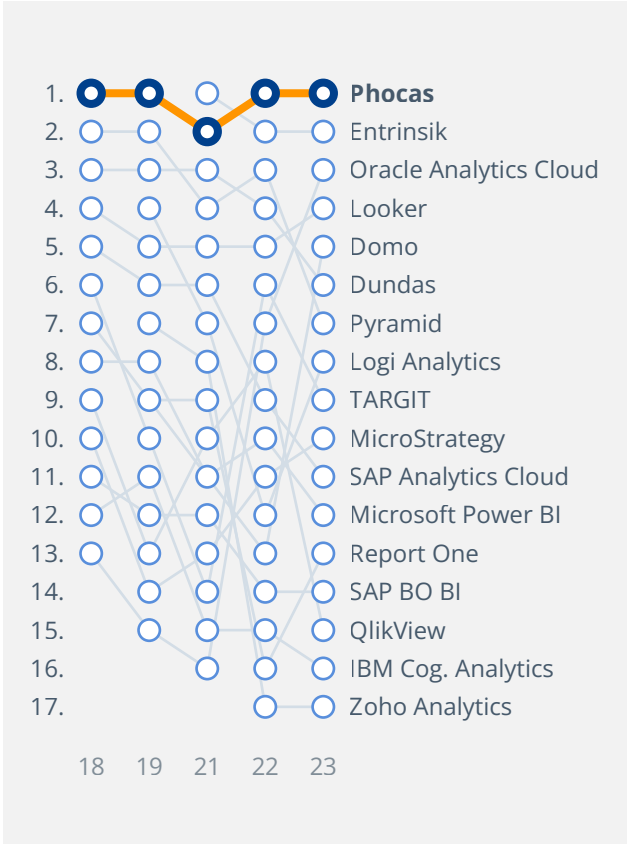 1. Phocas
2. Entrinsik
3. Oracle Analytics Cloud
4. Looker
5. Domo
6. Dundas
7. Pyramid
8. Logi Analytics
9. TARGIT
10. MicroStrategy
11. SAP Analytics Cloud
12. Microsoft Power BI
13. Report One
14. SAP BO BI
15. QlikView
16. IBM Cog. Analytics
17. Zoho Analytics
18 19 21 22 23